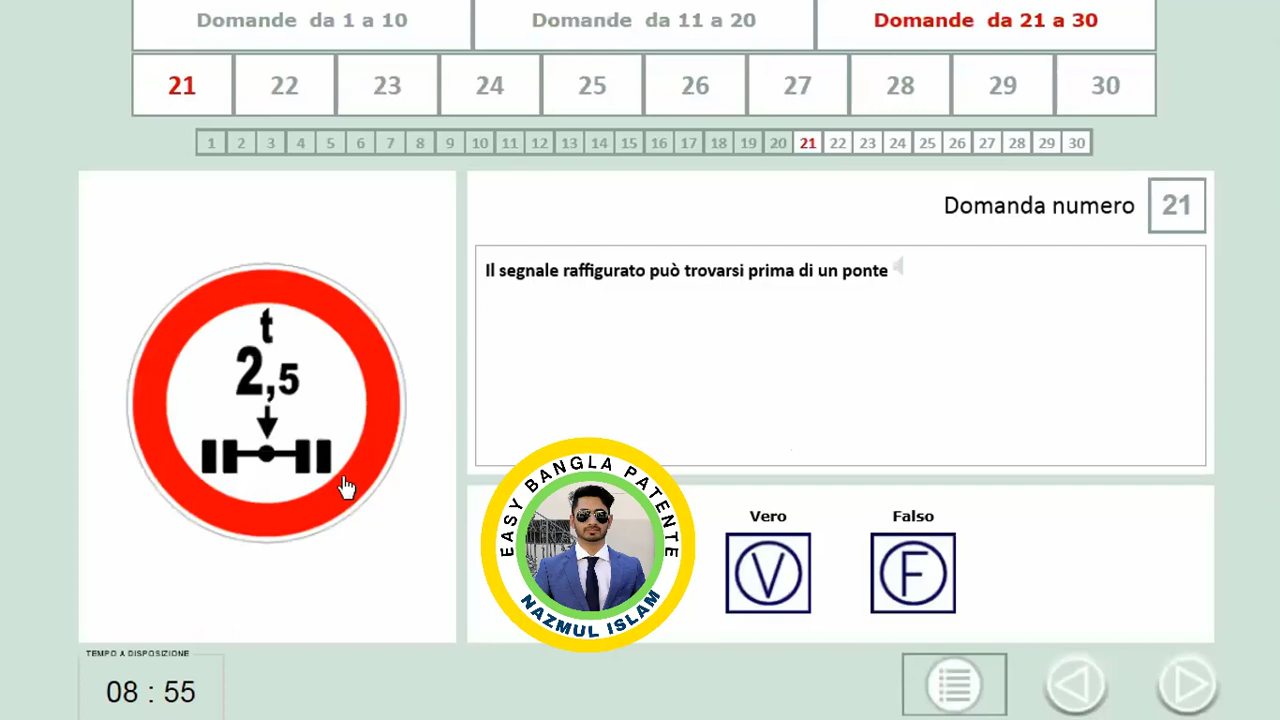 Domande da 1 a 10
Domande da 11 a 20
Domande da 21 a 30
21 22 23 24 25 26 27 28 29 30
1 2 3 4 5 6 7 8 9 10 11 12 13 14 15 16 17 18 19 20 21 22 23 24 25 26 27 28 29 30
Domanda numero 21
Il segnale raffigurato può trovarsi prima di un ponte
t
2,5
EASY BANGLA PATENTE
NAZMUL ISLAM
Vero
Falso
V
F
TEMPO A DISPOSIZIONE
08 : 55